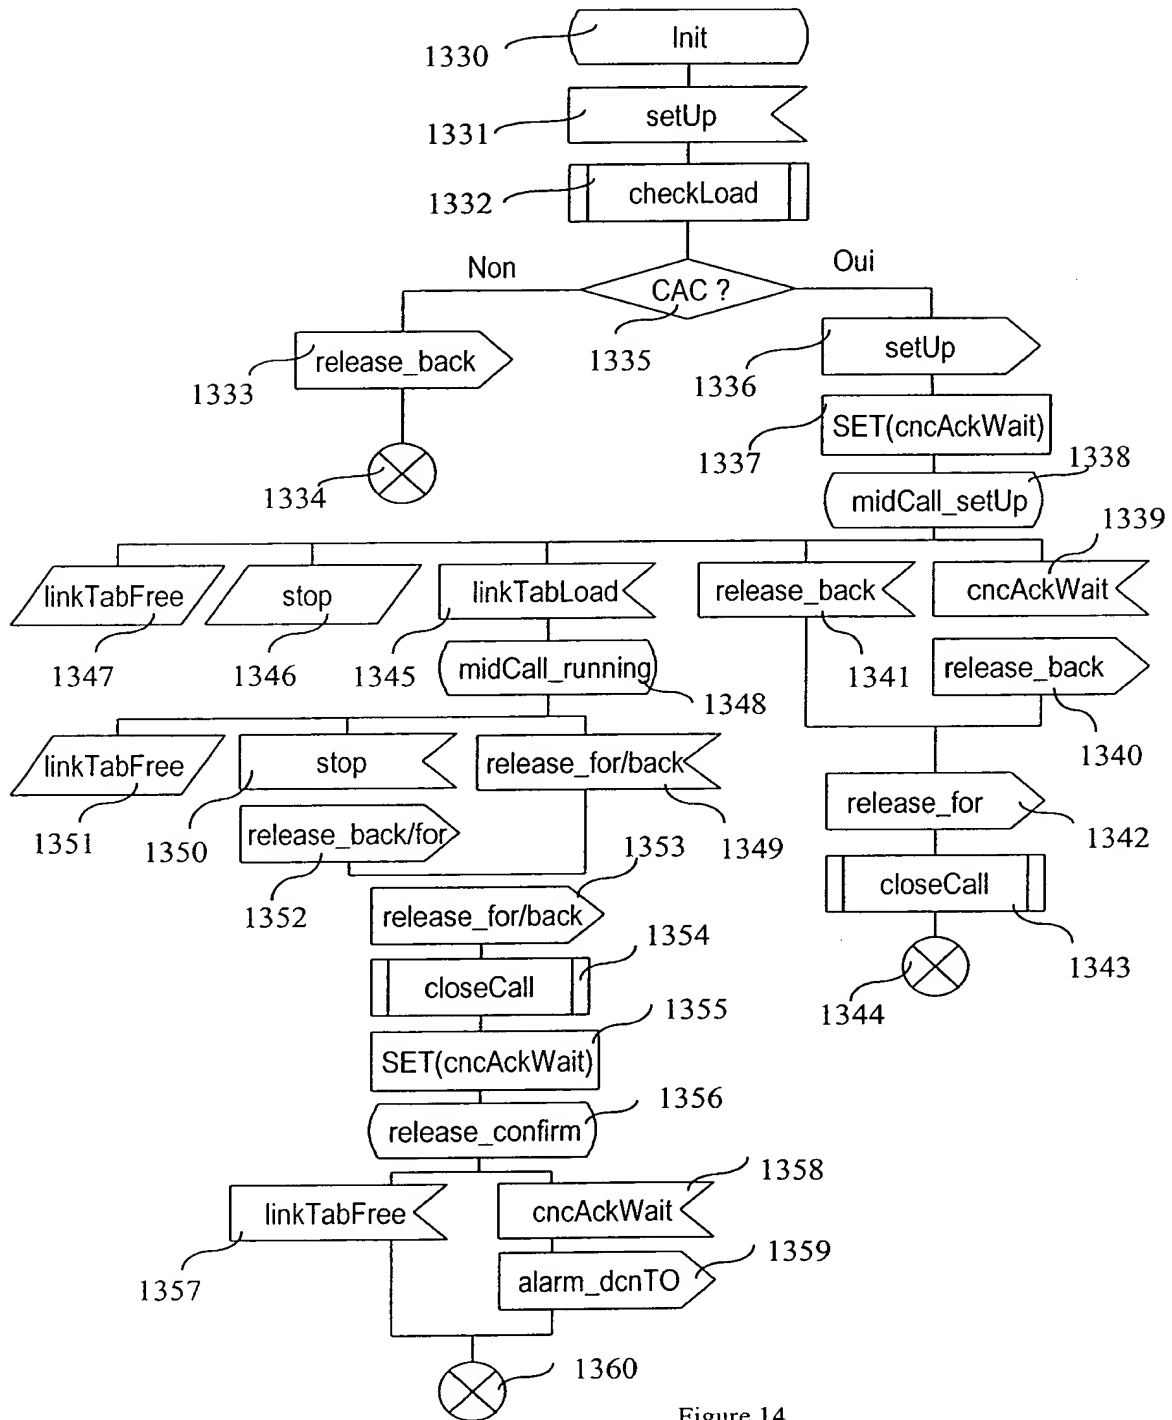 Init
1330
setUp
1331
checkLoad
1332
Non
Oui
CAC ?
1335
release_back
1333
setUp
1336
SET(cncAckWait)
1337
1334
1338
midCall_setUp
1339
linkTabFree
stop
linkTabLoad
release_back
cncAckWait
1347
1346
1345
1341
midCall_running
1348
release_back
1340
linkTabFree
stop
release_for/back
1351
1350
1349
release_back/for
1352
1353
release_for
1342
release_for/back
closeCall
1343
1344
1354
closeCall
1355
SET(cncAckWait)
1356
release_confirm
1358
linkTabFree
cncAckWait
1357
1359
alarm_dcnTO
1360
Figure 14